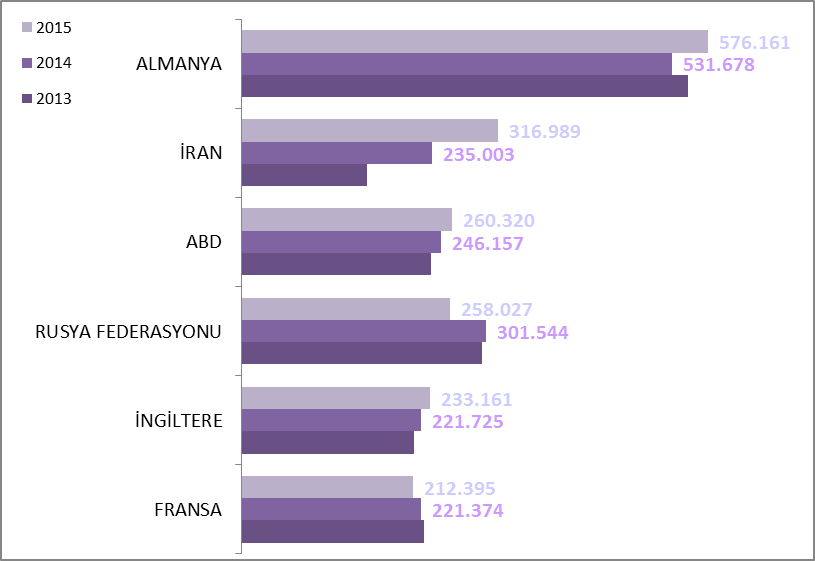 2015
2014
2013
ALMANYA
576.161
531.678
İRAN
316.989
235.003
ABD
260.320
246.157
RUSYA FEDERASYONU
258.027
301.544
İNGİLTERE
233.161
221.725
FRANSA
212.395
221.374